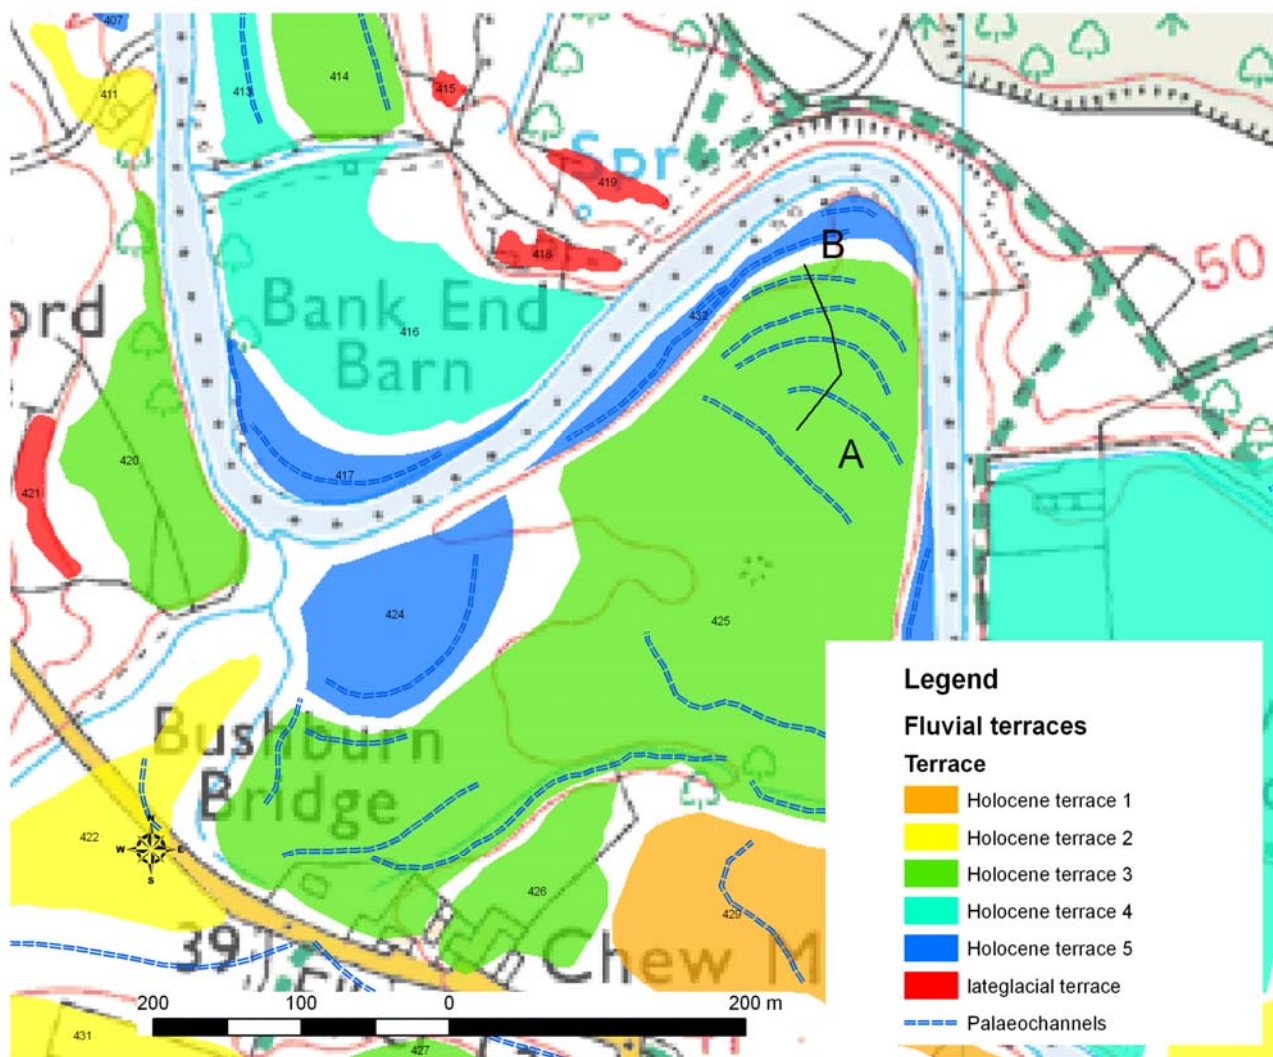 407
411
413
414
415
Spr
419
418
B
50
ord
Bank End
416
Barn
432
420
417
A
421
424
425
Bushburn
Bridge
422
N
W E
S
426
429
39
Chew M
431
427
200 100 0 200 m
Legend
Fluvial terraces
Terrace
Holocene terrace 1
Holocene terrace 2
Holocene terrace 3
Holocene terrace 4
Holocene terrace 5
lateglacial terrace
Palaeochannels